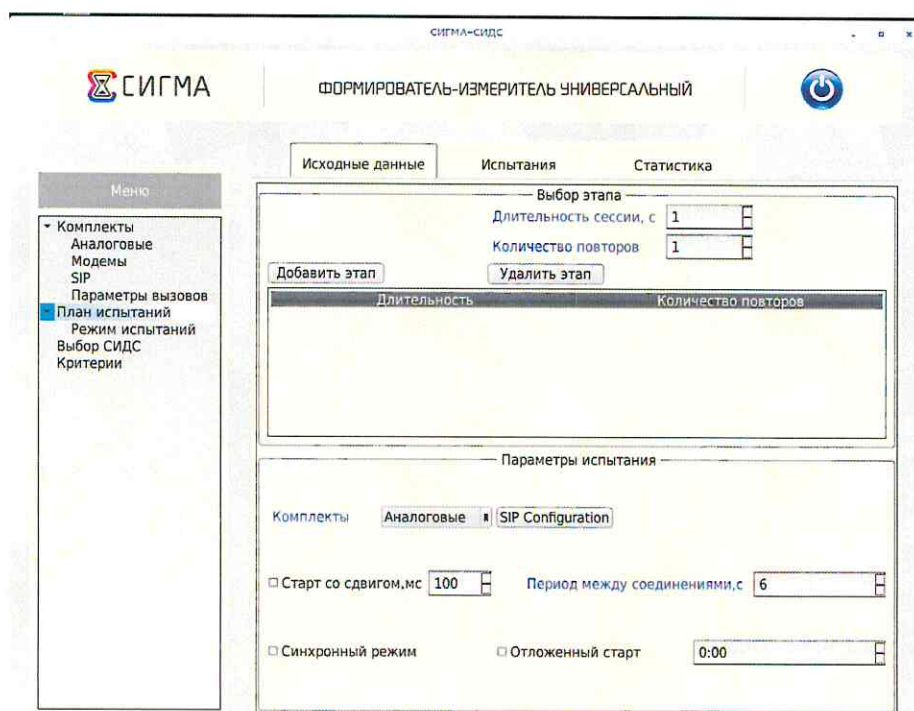 СИГМА-СИДС
СИГМА
ФОРМИРОВАТЕЛЬ-ИЗМЕРИТЕЛЬ УНИВЕРСАЛЬНЫЙ
Исходные данные
Испытания
Статистика
Меню
Комплекты
Аналоговые
Модемы
SIP
Параметры вызовов
План испытаний
Режим испытаний
Выбор СИДС
Критерии
Выбор этапа
Длительность сессии, с 1
Количество повторов 1
Добавить этап
Удалить этап
Длительность
Количество повторов
Параметры испытания
Комплекты Аналоговые SIP Configuration
Старт со сдвигом,мс 100
Период между соединениями,с 6
Синхронный режим
Отложенный старт 0:00